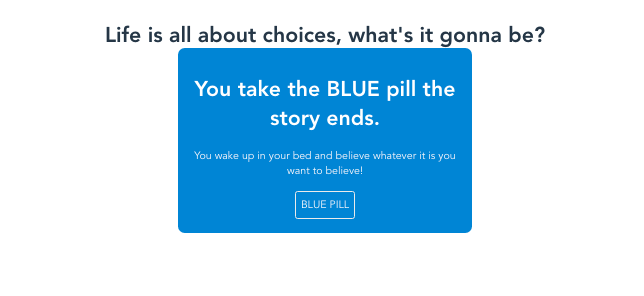 Life is all about choices, what's it gonna be?
You take the BLUE pill the
story ends.
You wake up in your bed and believe whatever it is you
want to believe!
BLUE PILL